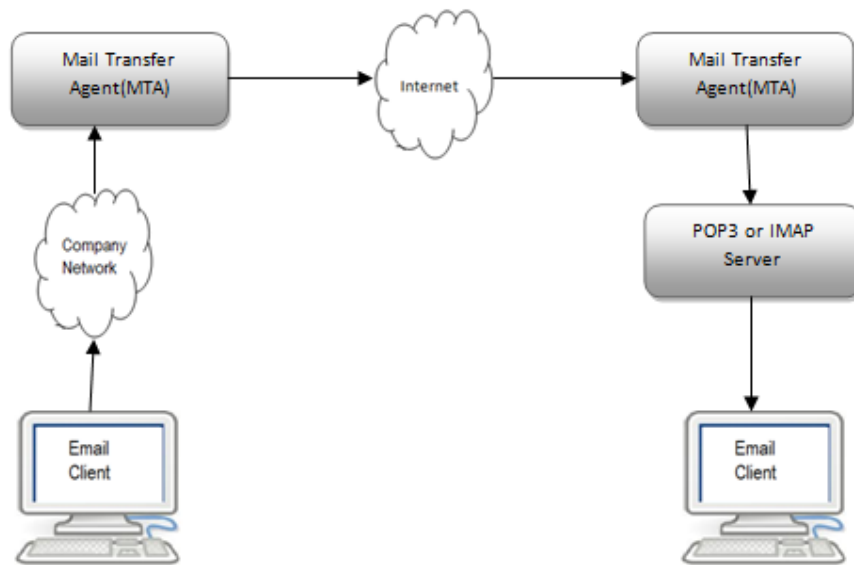 Mail Transfer
Agent(MTA)
Internet
Mail Transfer
Agent(MTA)
Company
Network
POP3 or IMAP
Server
Email
Client
Email
Client